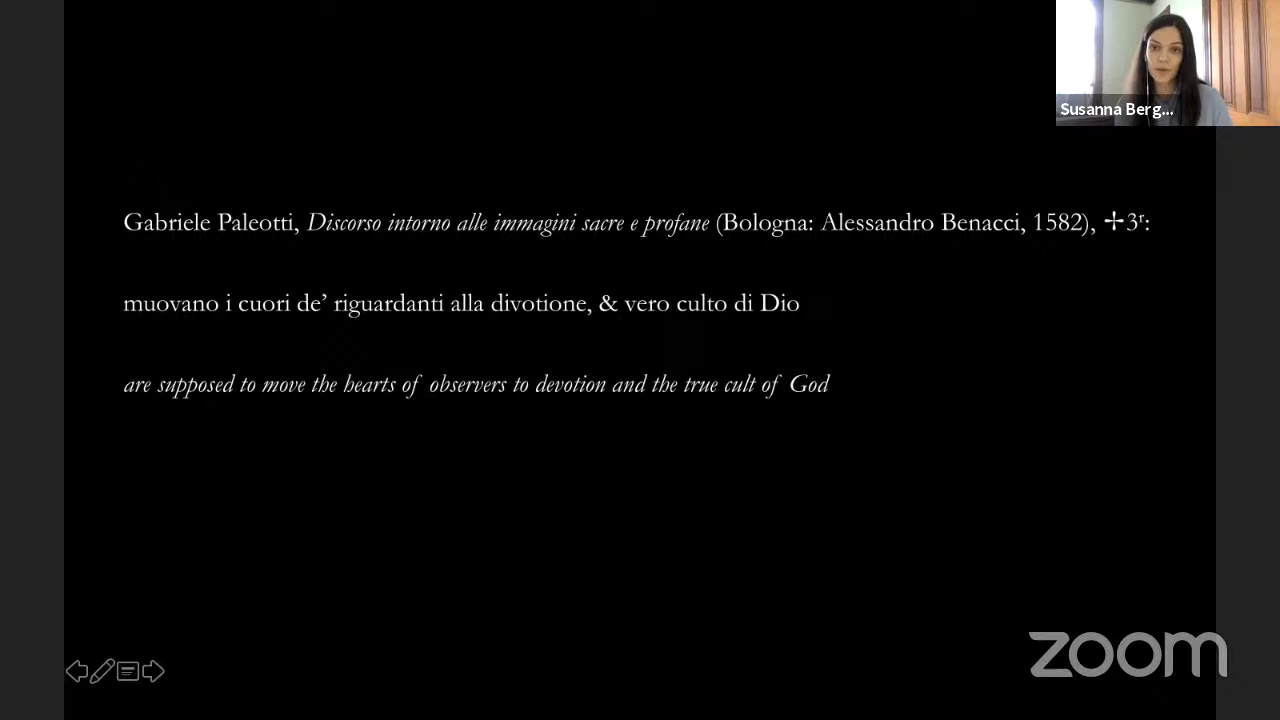 Susanna Berg...
Gabriele Paleotti, Discorso intorno alle immagini sacre e profane (Bologna: Alessandro Benacci, 1582), ✢3ʳ:
muovano i cuori de’ riguardanti alla divotione, & vero culto di Dio
are supposed to move the hearts of observers to devotion and the true cult of God
zoom